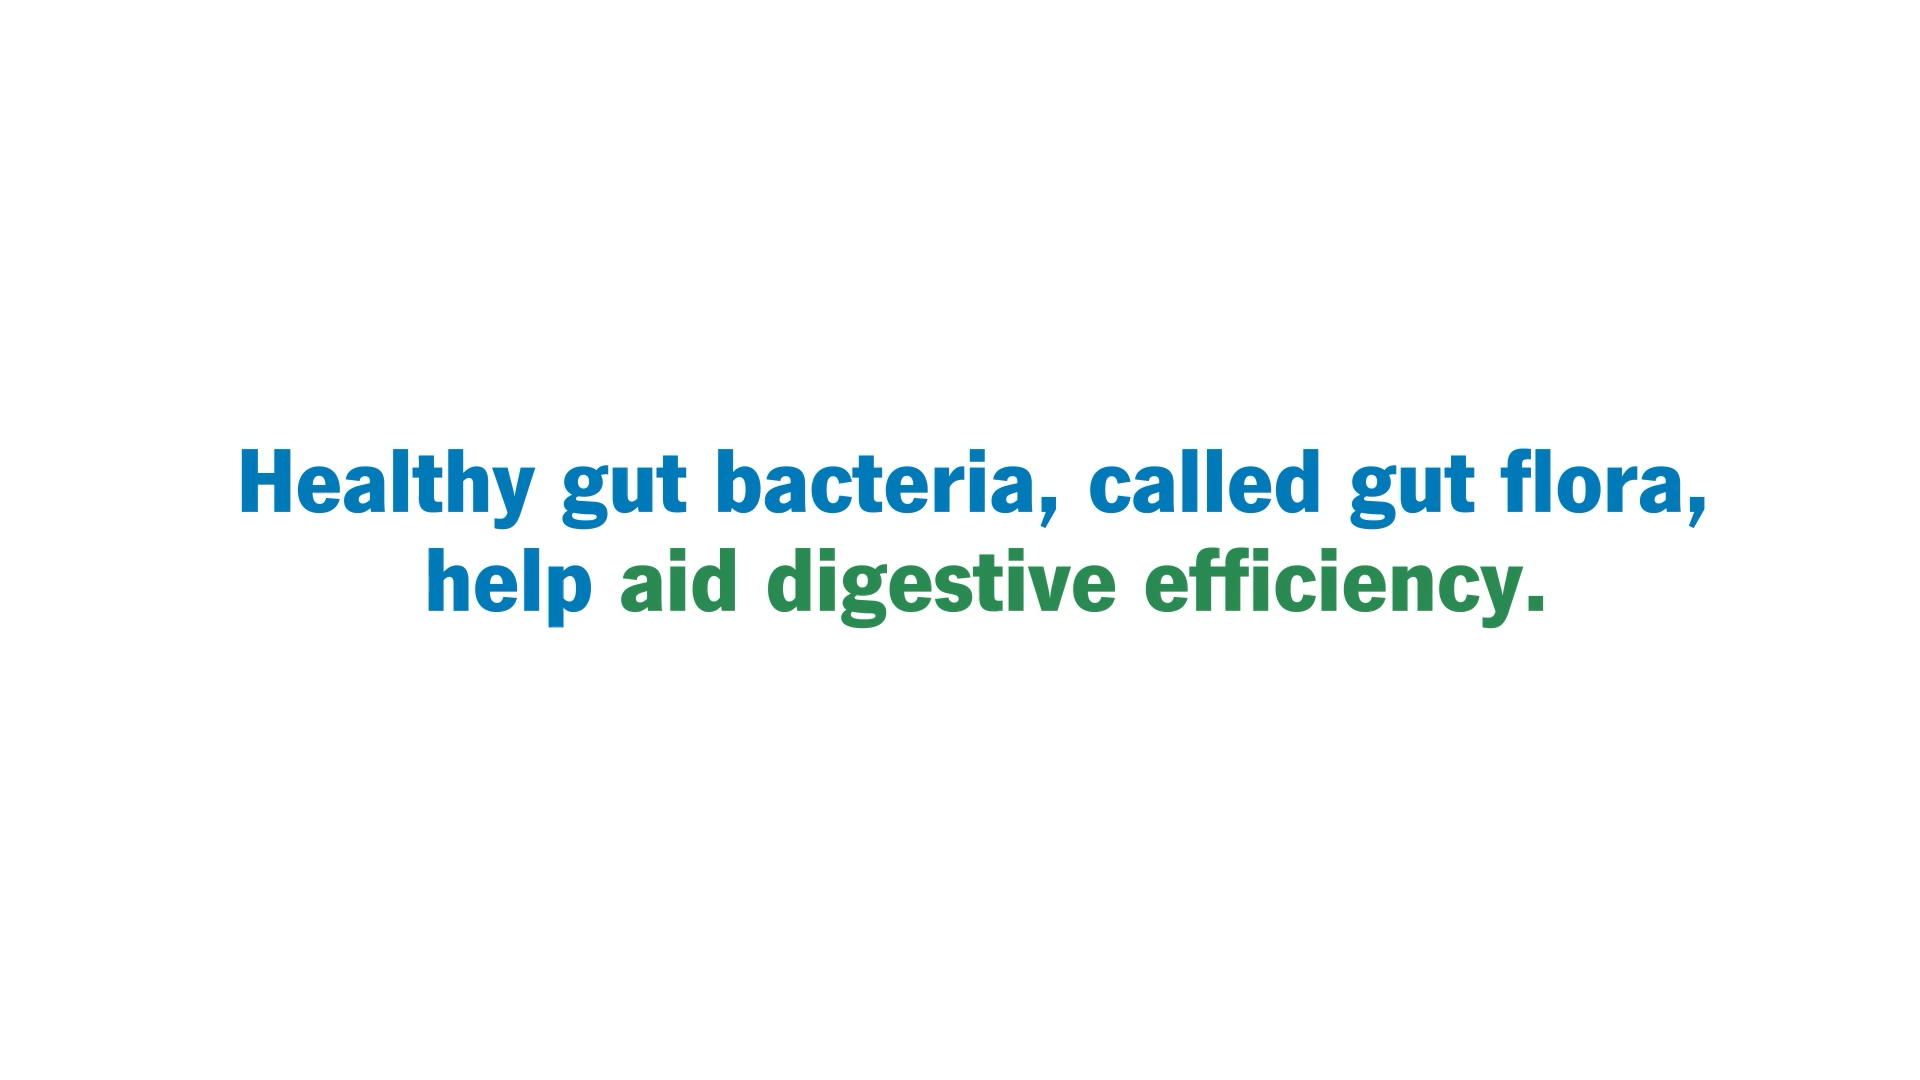 Healthy gut bacteria, called gut flora,
help aid digestive efficiency.